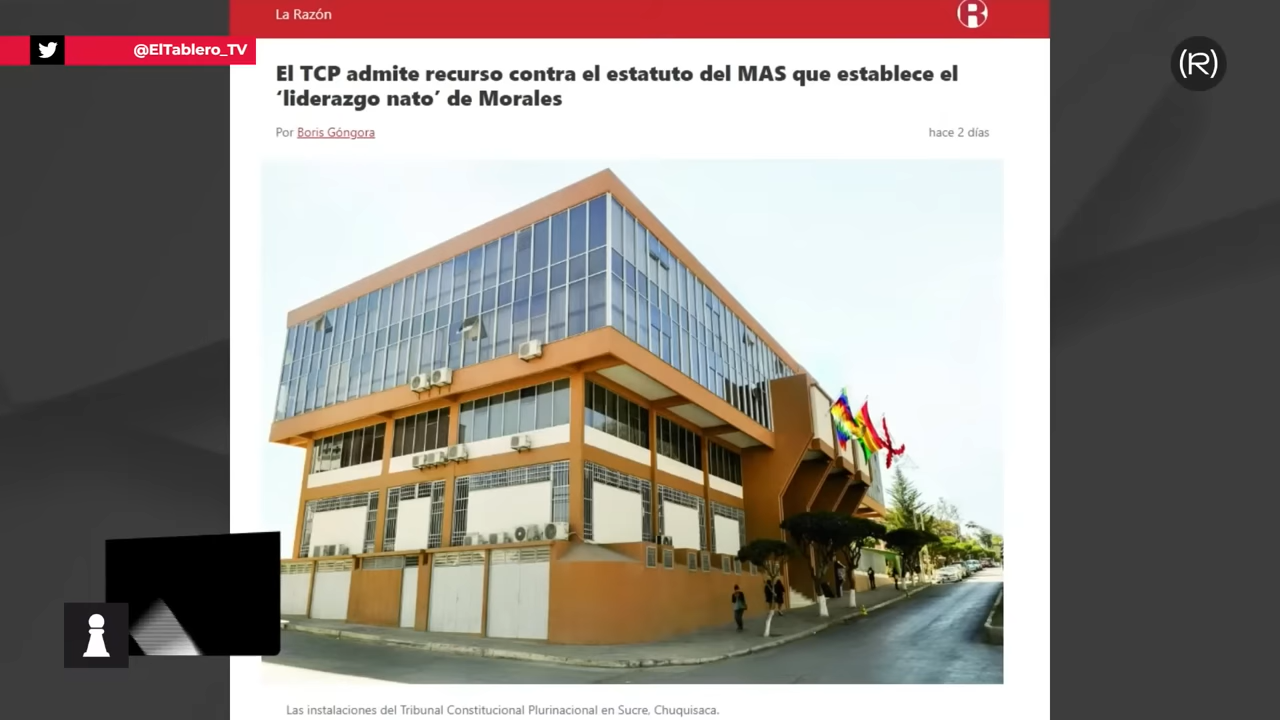 La Razón
@ElTablero_TV
(R)
El TCP admite recurso contra el estatuto del MAS que establece el
‘liderazgo nato’ de Morales
Por Boris Góngora
hace 2 días
Las instalaciones del Tribunal Constitucional Plurinacional en Sucre, Chuquisaca.